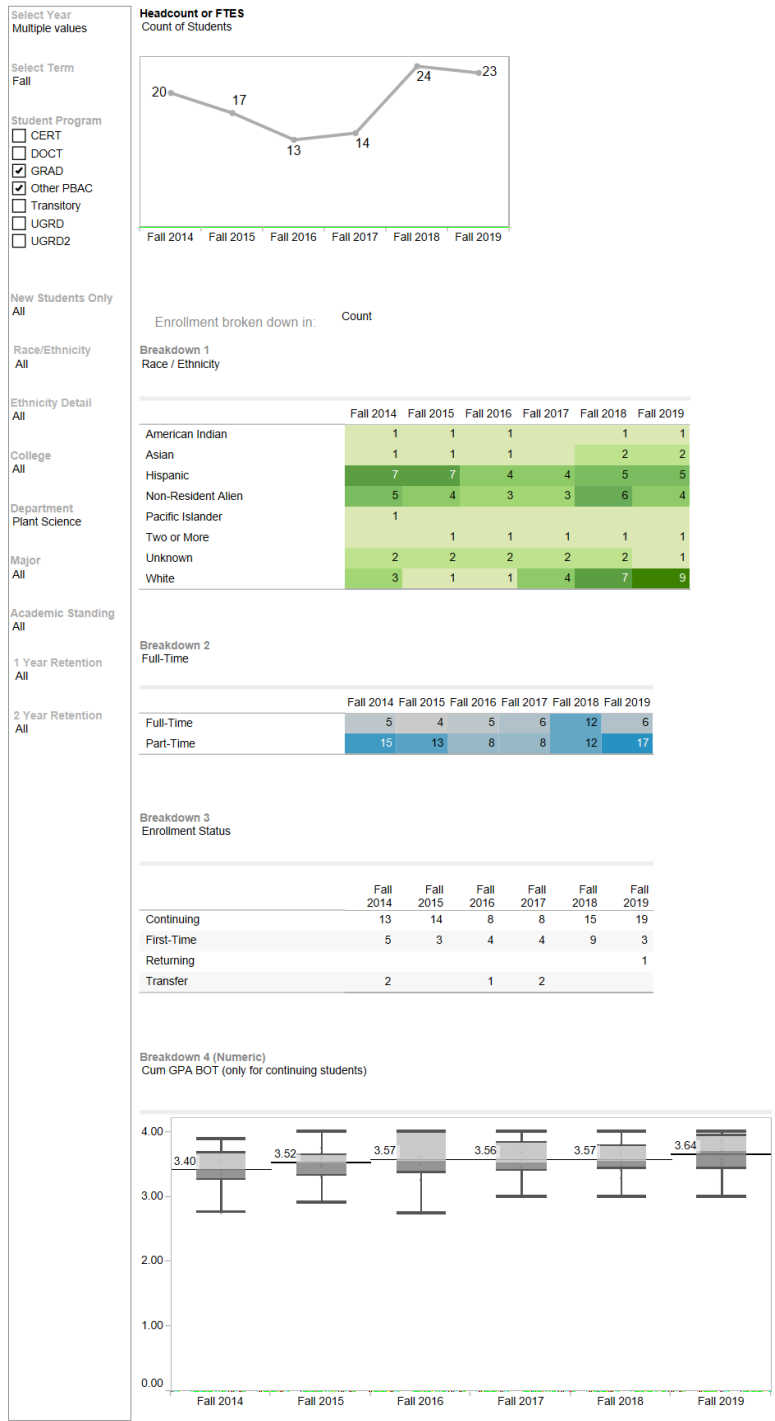 Select Year
Multiple values
Select Term
Fall
Student Program
CERT
DOCT
GRAD
Other PBAC
Transitory
UGRD
UGRD2
New Students Only
All
Race/Ethnicity
All
Ethnicity Detail
All
College
All
Department
Plant Science
Major
All
Academic Standing
All
1 Year Retention
All
2 Year Retention
All
Headcount or FTES
Count of Students
20 17 13 14 24 23
Fall 2014 Fall 2015 Fall 2016 Fall 2017 Fall 2018 Fall 2019
Enrollment broken down in: Count
Breakdown 1
Race / Ethnicity
Fall 2014 Fall 2015 Fall 2016 Fall 2017 Fall 2018 Fall 2019
American Indian 1 1 1 1 1
Asian 1 1 1 2 2
Hispanic 7 7 4 4 5 5
Non-Resident Alien 5 4 3 3 6 4
Pacific Islander 1
Two or More 1 1 1 1 1
Unknown 2 2 2 2 2 1
White 3 1 1 4 7 9
Breakdown 2
Full-Time
Fall 2014 Fall 2015 Fall 2016 Fall 2017 Fall 2018 Fall 2019
Full-Time 5 4 5 6 12 6
Part-Time 15 13 8 8 12 17
Breakdown 3
Enrollment Status
Fall Fall Fall Fall Fall Fall
2014 2015 2016 2017 2018 2019
Continuing 13 14 8 8 15 19
First-Time 5 3 4 4 9 3
Returning 1
Transfer 2 1 2
Breakdown 4 (Numeric)
Cum GPA BOT (only for continuing students)
4.00
3.40 3.52 3.57 3.56 3.57 3.64
3.00
2.00
1.00
0.00
Fall 2014 Fall 2015 Fall 2016 Fall 2017 Fall 2018 Fall 2019